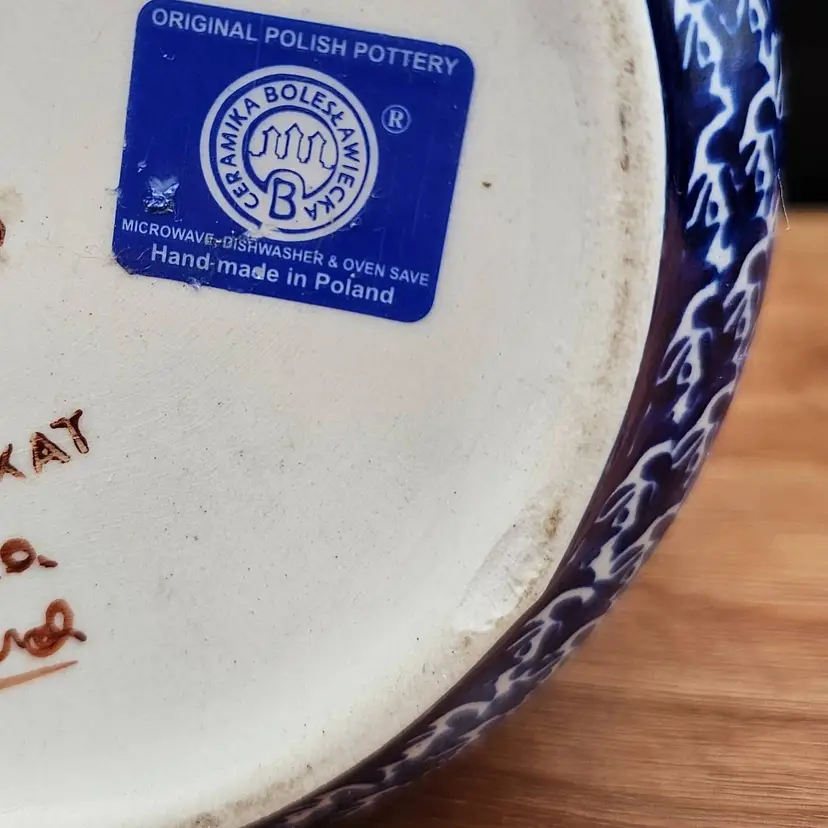 ORIGINAL POLISH POTTERY
CERAMIKA BOLESŁAWIECKA
®
B
MICROWAVE-DISHWASHER & OVEN SAVE
Hand made in Poland
KAT